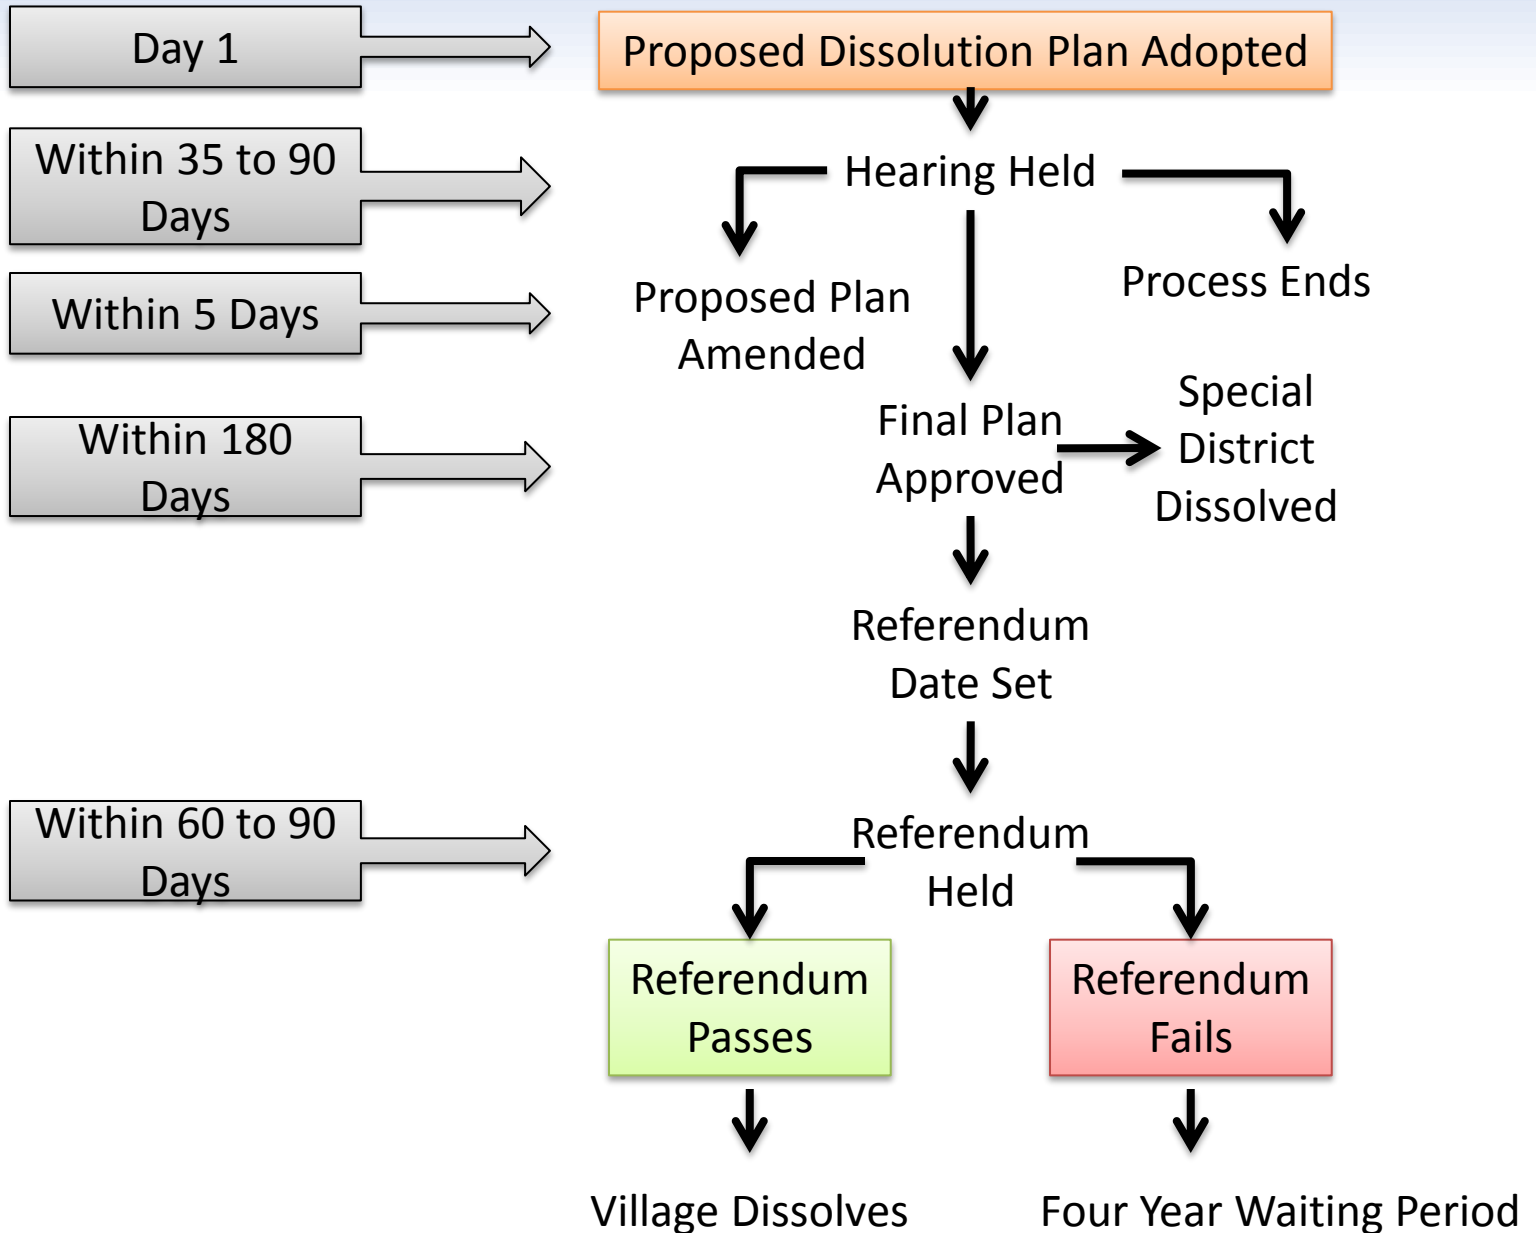 Day 1
Proposed Dissolution Plan Adopted
Within 35 to 90
Days
Hearing Held
Within 5 Days
Proposed Plan
Amended
Process Ends
Within 180
Days
Final Plan
Approved
Special
District
Dissolved
Referendum
Date Set
Within 60 to 90
Days
Referendum
Held
Referendum
Passes
Referendum
Fails
Village Dissolves
Four Year Waiting Period